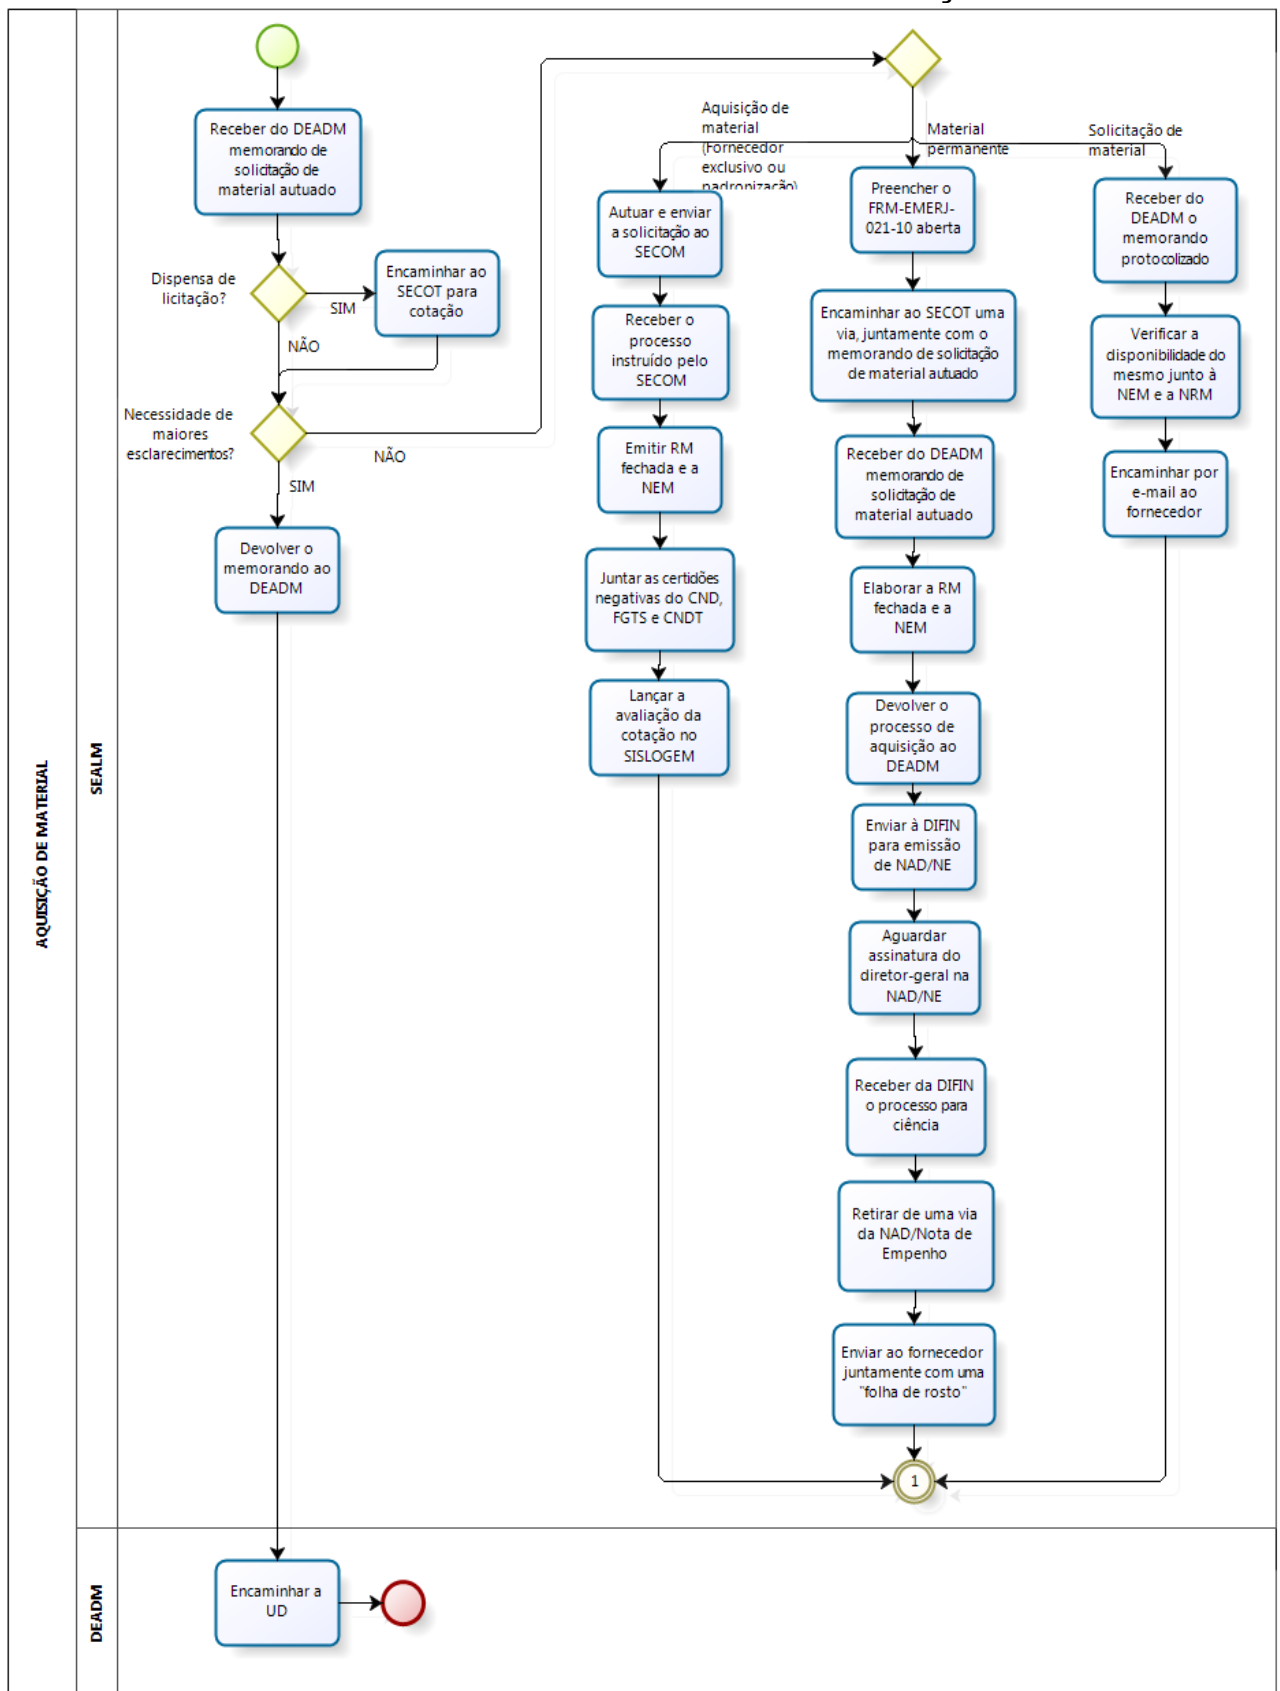 AQUISIÇÃO DE MATERIAL
SEALM
Receber do DEADM
memorando de
solicitação de
material autuado
Dispensa de
licitação?
SIM
Encaminhar ao
SECOT para
cotação
NÃO
Necessidade de
maiores
esclarecimentos?
NÃO
SIM
Devolver o
memorando ao
DEADM
Aquisição de
material
(Fornecedor
exclusivo ou
padronização)
Autuar e enviar
a solicitação ao
SECOM
Receber o
processo
instruído pelo
SECOM
Emitir RM
fechada e a
NEM
Juntar as certidões
negativas do CND,
FGTS e CNDT
Lançar a
avaliação da
cotação no
SISLOGEM
Material
permanente
Preencher o
FRM-EMERJ-
021-10 aberta
Encaminhar ao SECOT uma
via, juntamente com o
memorando de solicitação
de material autuado
Receber do DEADM
memorando de
solicitação de
material autuado
Elaborar a RM
fechada e a
NEM
Devolver o
processo de
aquisição ao
DEADM
Enviar à DIFIN
para emissão
de NAD/NE
Aguardar
assinatura do
diretor-geral na
NAD/NE
Receber da DIFIN
o processo para
ciência
Retirar de uma via
da NAD/Nota de
Empenho
Enviar ao fornecedor
juntamente com uma
"folha de rosto"
1
Solicitação de
material
Receber do
DEADM o
memorando
protocolizado
Verificar a
disponibilidade do
mesmo junto à
NEM e a NRM
Encaminhar por
e-mail ao
fornecedor
DEADM
Encaminhar a
UD